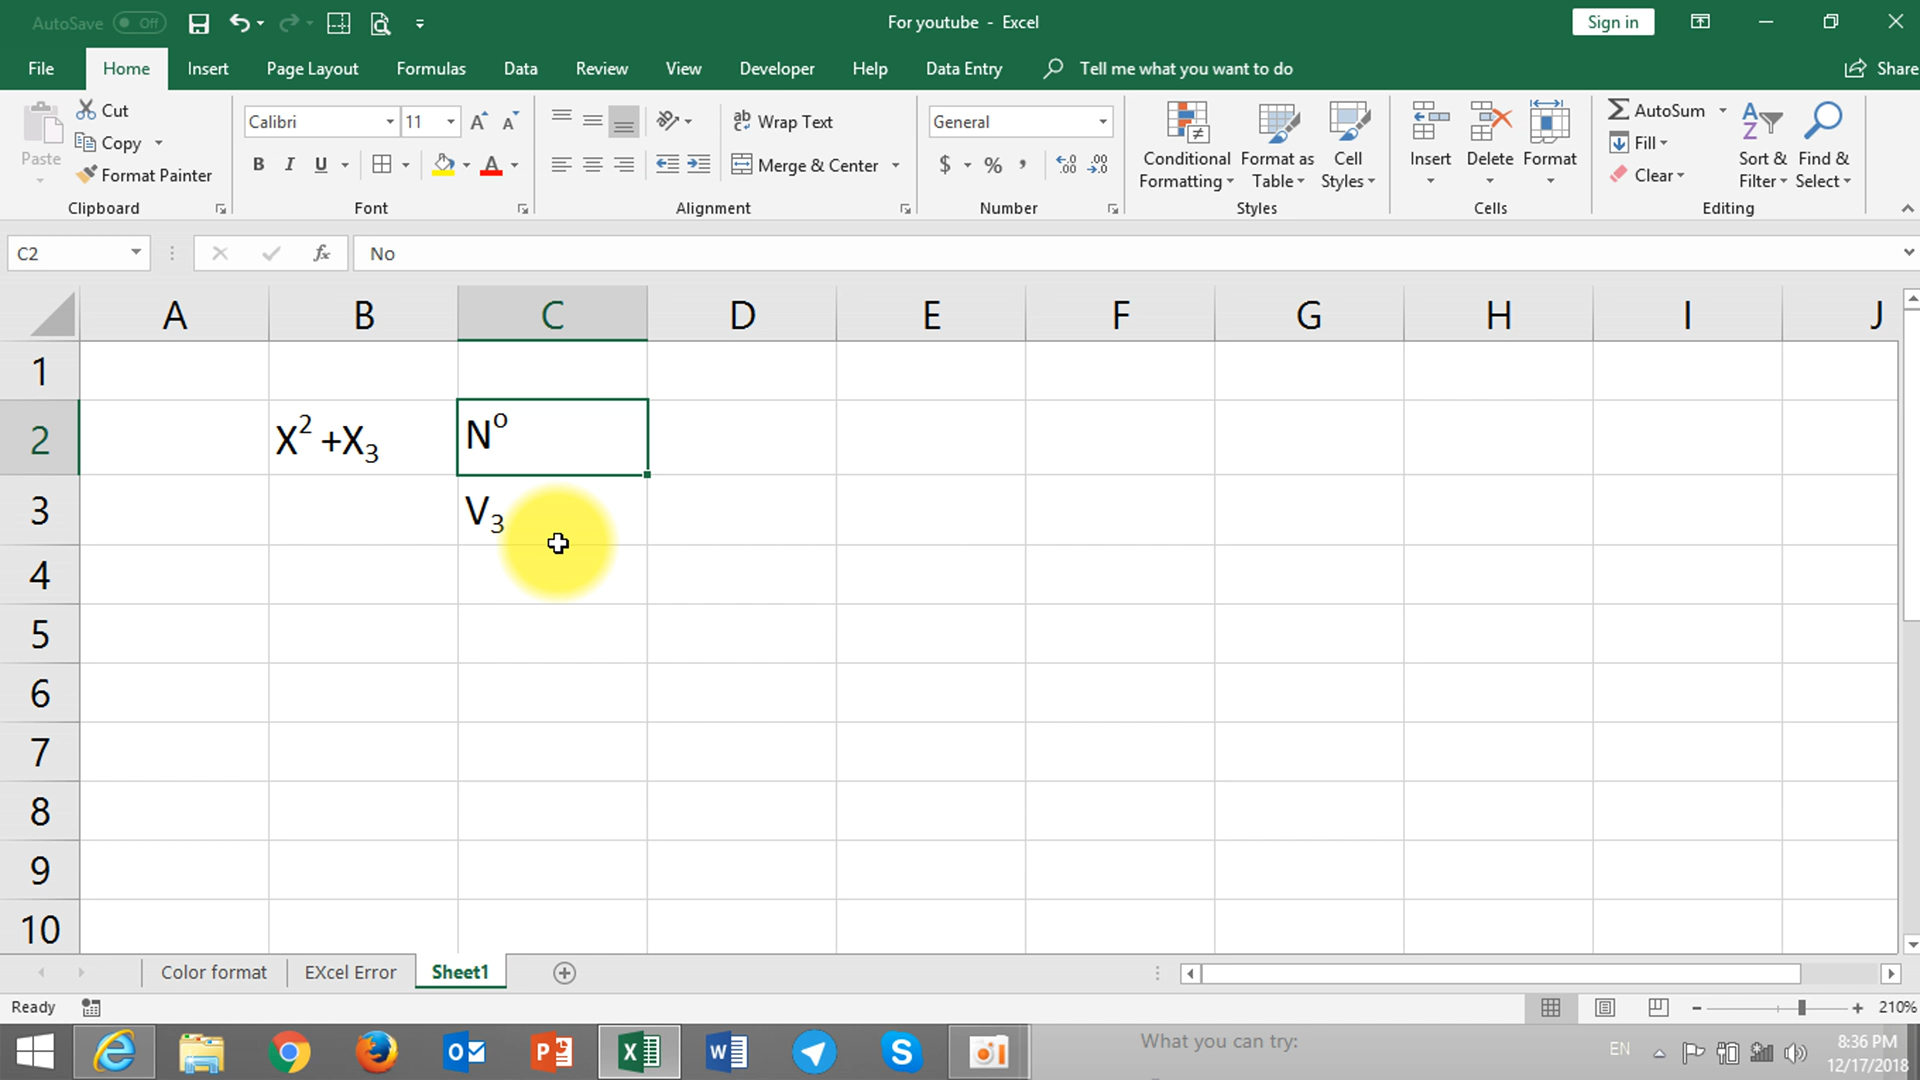 AutoSave Off
For youtube - Excel
Sign in
File Home Insert Page Layout Formulas Data Review View Developer Help Data Entry Tell me what you want to do Share
Paste
Cut
Copy
Format Painter
Clipboard
Calibri 11
B I U A
Font
Wrap Text
Merge & Center
Alignment
General
$ % ,
Number
Conditional Formatting
Format as Table
Cell Styles
Styles
Insert Delete Format
Cells
AutoSum
Fill
Clear
Sort & Filter
Find & Select
Editing
C2 fx No
A B C D E F G H I J
1
2 X² +X₃ Nº
3 V₃
4
5
6
7
8
9
10
Color format EXcel Error Sheet1
Ready 210%
What you can try:
EN
8:36 PM
12/17/2018